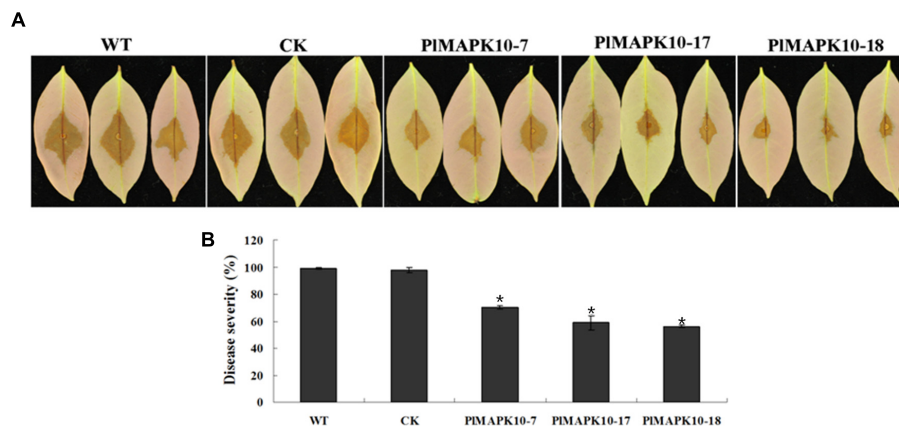 A
WT CK PlMAPK10-7 PlMAPK10-17 PlMAPK10-18
B
Disease severity (%)
120
100
80
60
40
20
0
* * *
WT CK PlMAPK10-7 PlMAPK10-17 PlMAPK10-18